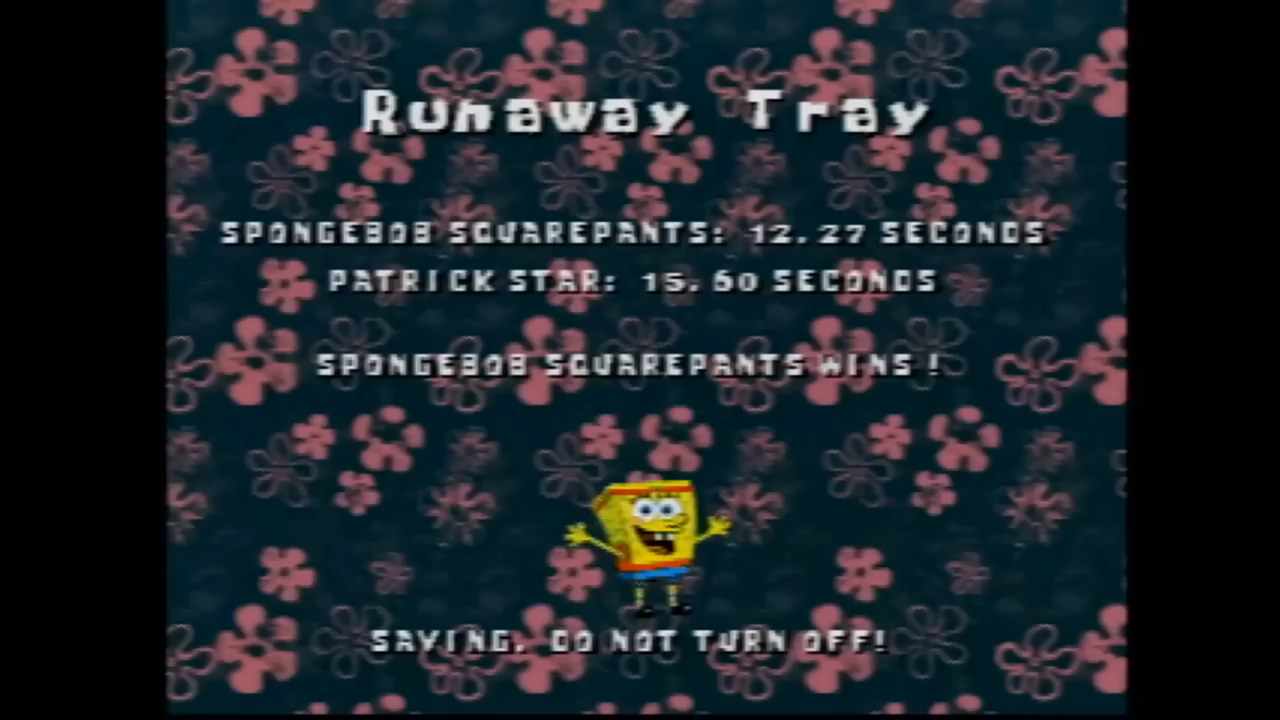 Runaway Tray
SPONGEBOB SQUAREPANTS: 12.27 SECONDS
PATRICK STAR: 15.60 SECONDS
SPONGEBOB SQUAREPANTS WINS!
SAVING. DO NOT TURN OFF!